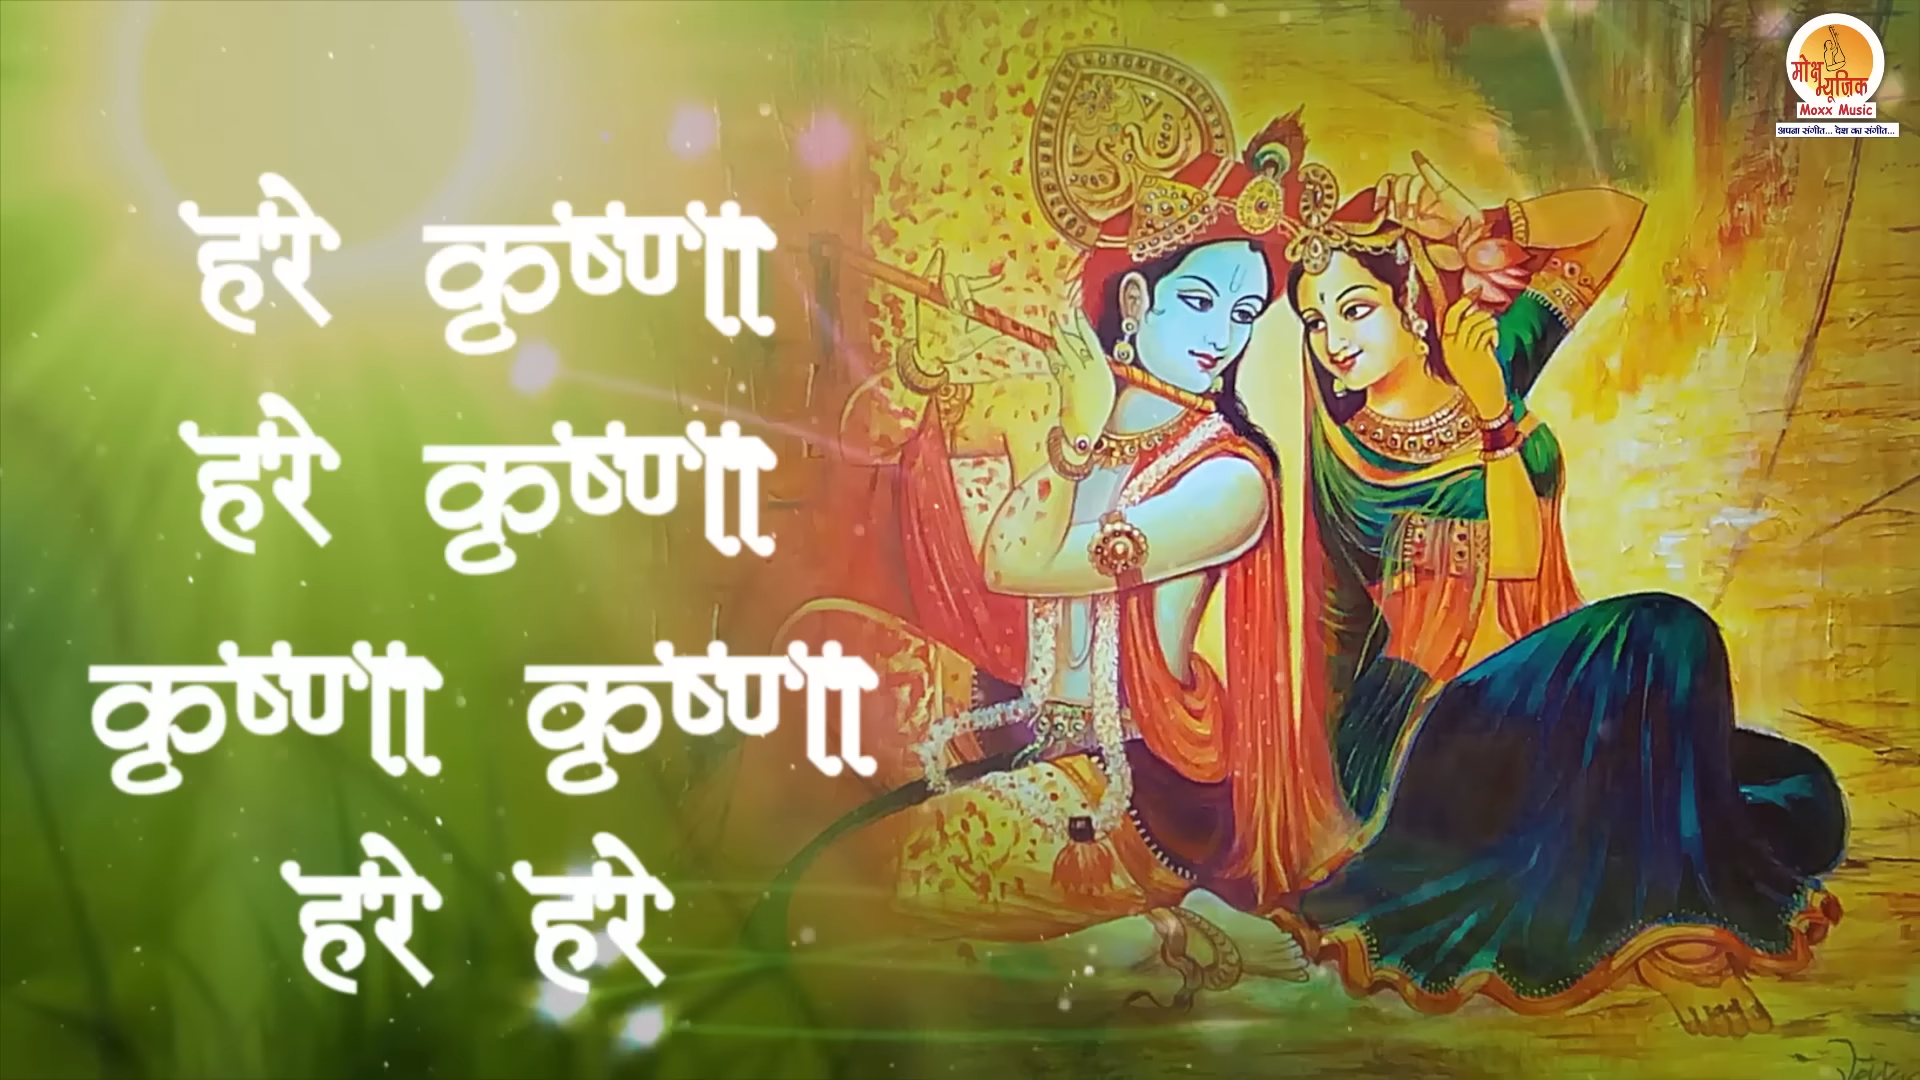 हरे कृष्णा
हरे कृष्णा
कृष्णा कृष्णा
हरे हरे
मोक्ष
म्यूज़िक
Moxx Music
अपना संगीत... देश का संगीत...